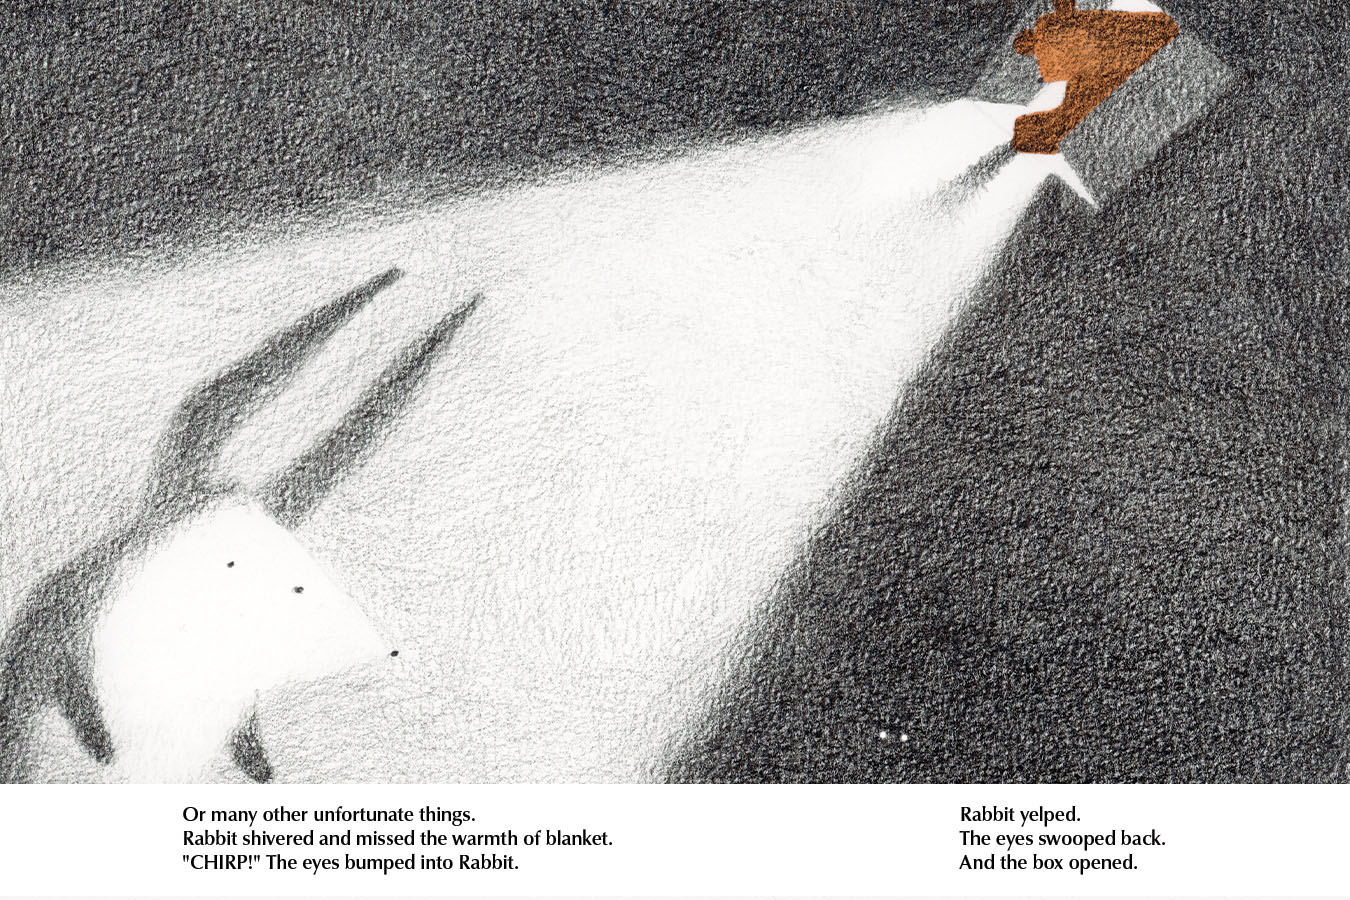 Or many other unfortunate things.
Rabbit shivered and missed the warmth of blanket.
"CHIRP!" The eyes bumped into Rabbit.
Rabbit yelped.
The eyes swooped back.
And the box opened.